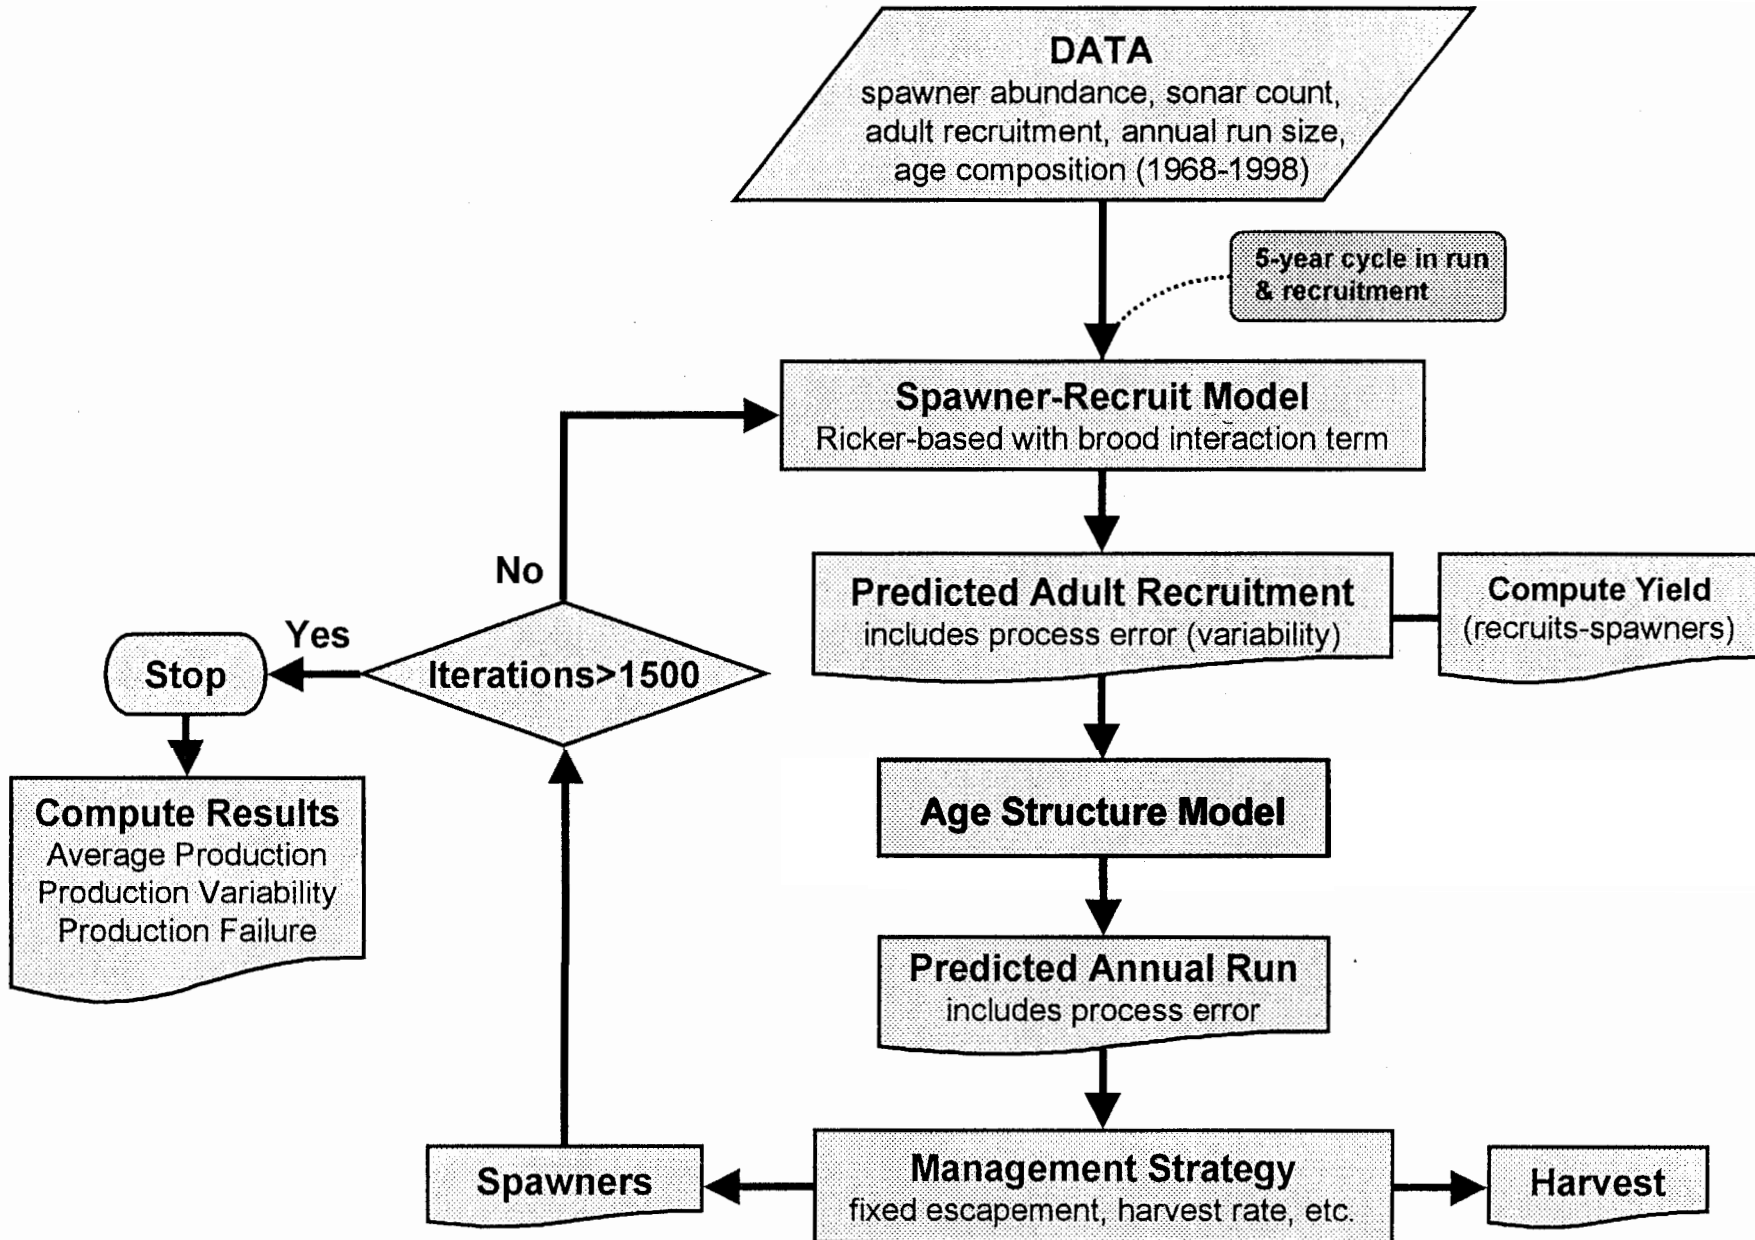 DATA
spawner abundance, sonar count,
adult recruitment, annual run size,
age composition (1968-1998)
5-year cycle in run
& recruitment
Spawner-Recruit Model
Ricker-based with brood interaction term
No
Predicted Adult Recruitment
includes process error (variability)
Compute Yield
(recruits-spawners)
Yes
Stop
Iterations>1500
Compute Results
Average Production
Production Variability
Production Failure
Age Structure Model
Predicted Annual Run
includes process error
Spawners
Management Strategy
fixed escapement, harvest rate, etc.
Harvest